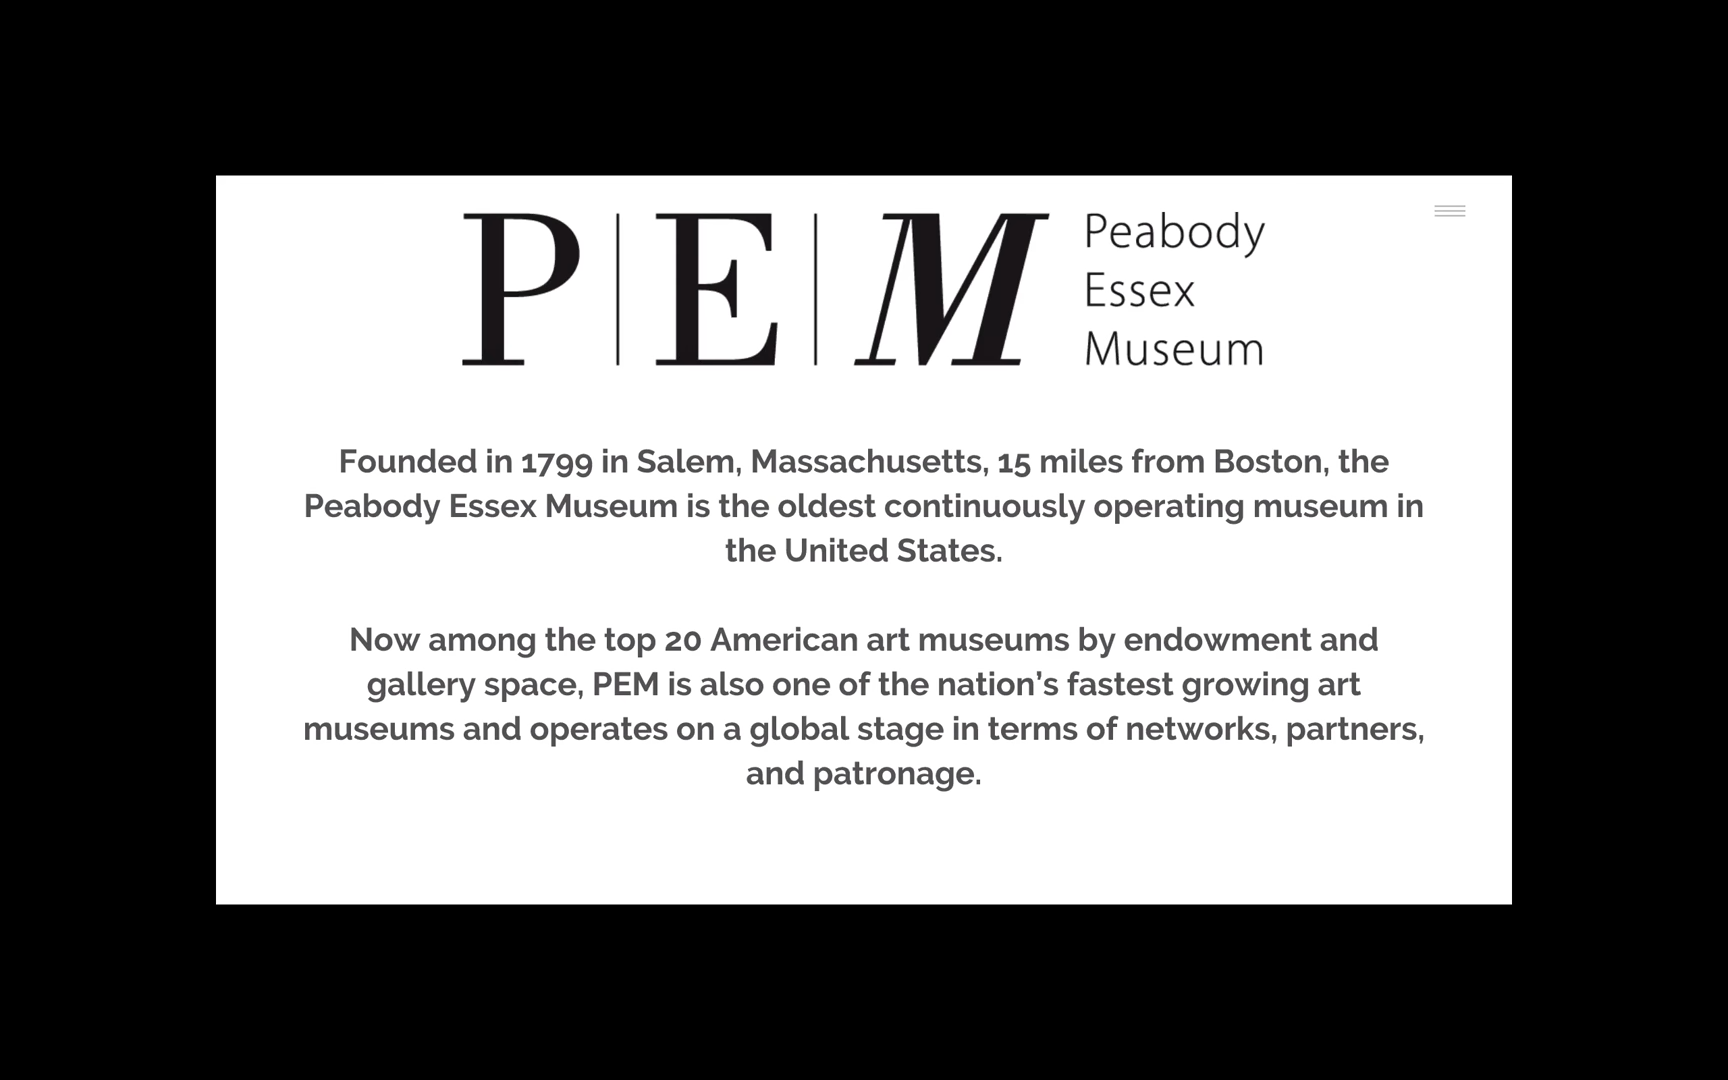 P|E|M
Peabody
Essex
Museum
Founded in 1799 in Salem, Massachusetts, 15 miles from Boston, the
Peabody Essex Museum is the oldest continuously operating museum in
the United States.
Now among the top 20 American art museums by endowment and
gallery space, PEM is also one of the nation’s fastest growing art
museums and operates on a global stage in terms of networks, partners,
and patronage.